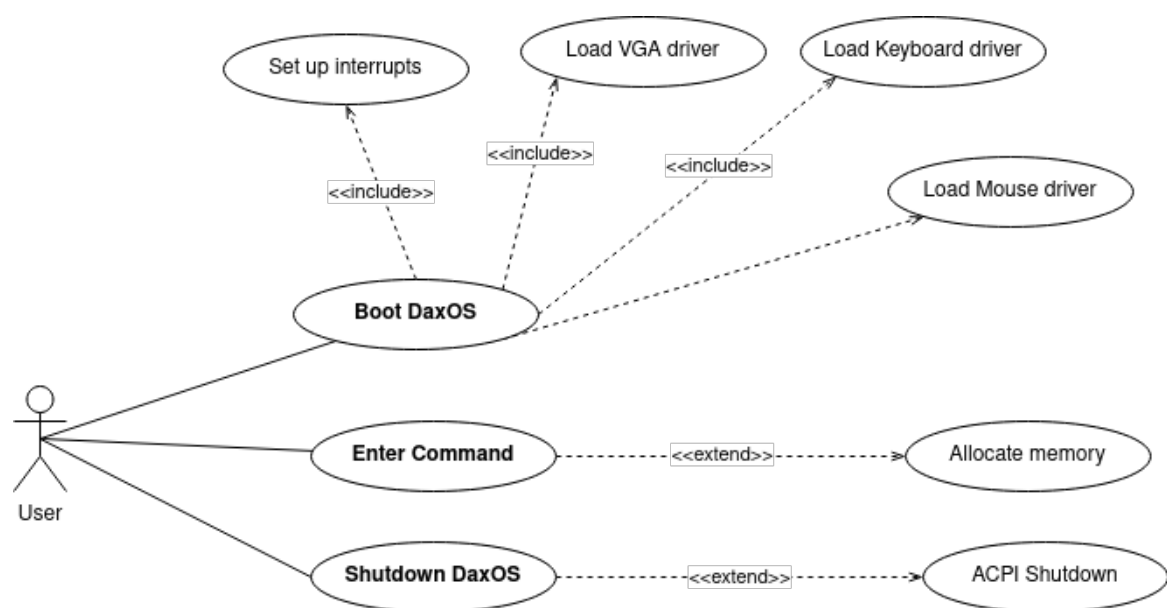 Set up interrupts
Load VGA driver
Load Keyboard driver
<<include>>
<<include>>
<<include>>
Load Mouse driver
Boot DaxOS
Enter Command
<<extend>>
Allocate memory
User
Shutdown DaxOS
<<extend>>
ACPI Shutdown